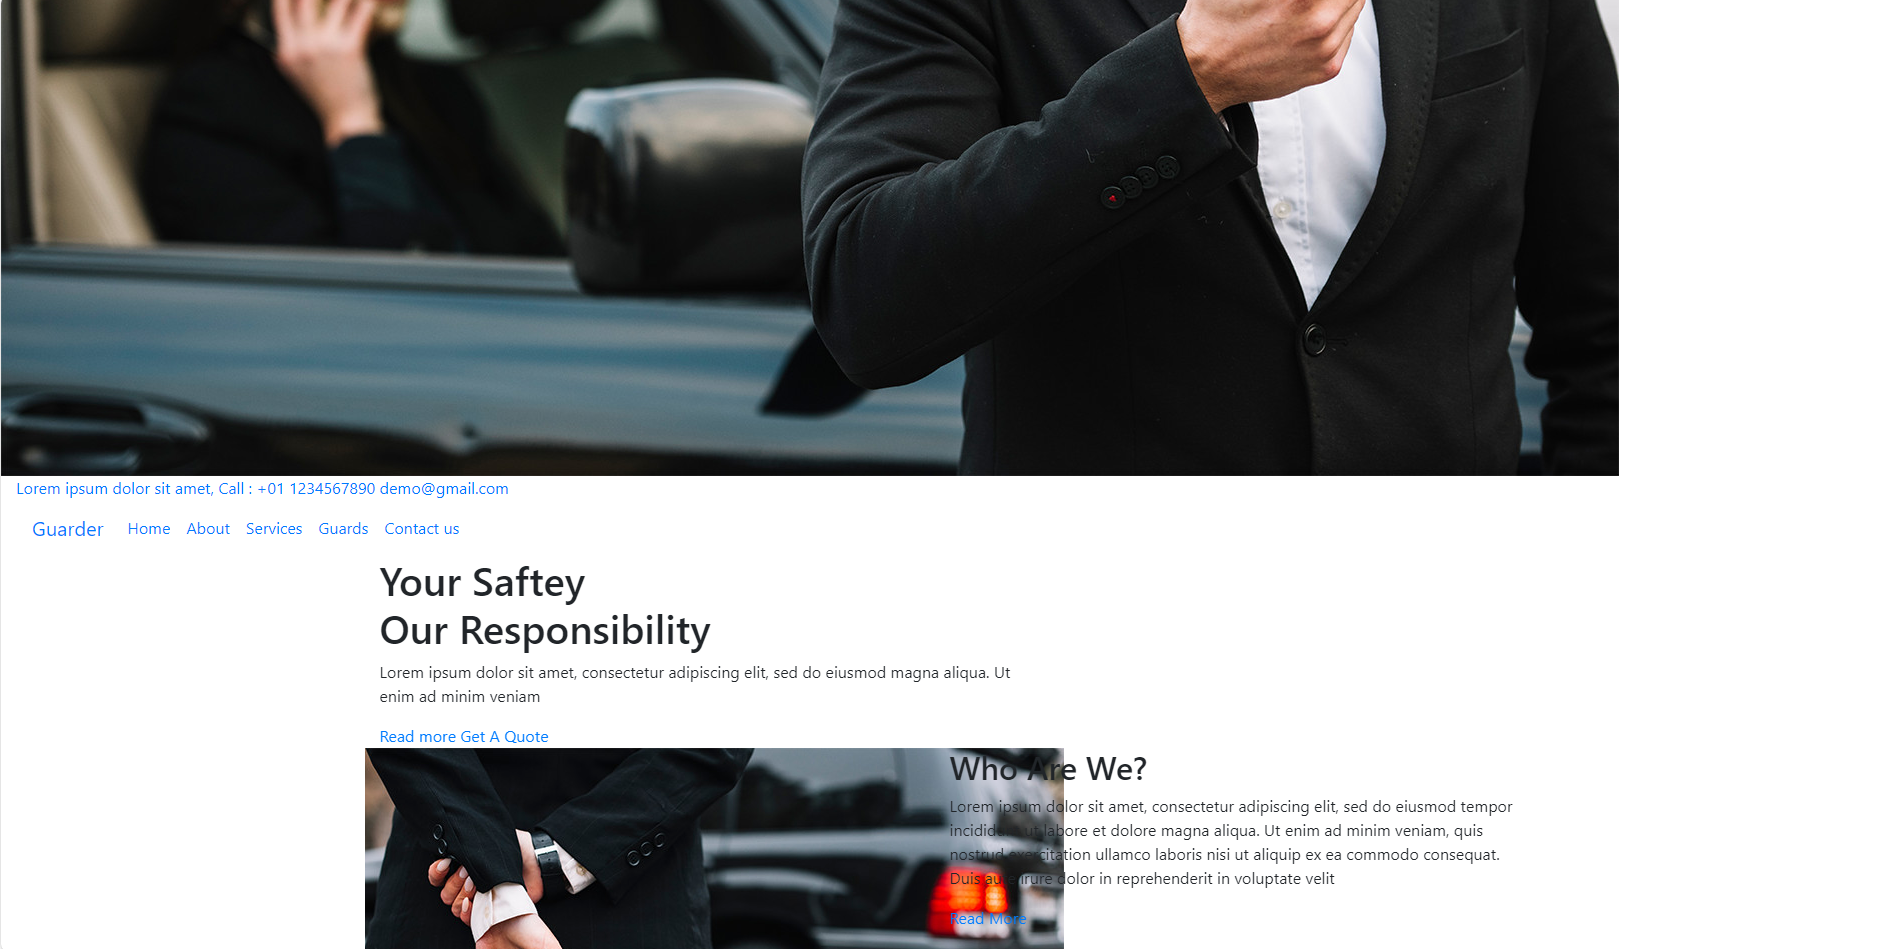 Lorem ipsum dolor sit amet, Call : +01 1234567890 demo@gmail.com
Guarder Home About Services Guards Contact us
Your Saftey
Our Responsibility
Lorem ipsum dolor sit amet, consectetur adipiscing elit, sed do eiusmod magna aliqua. Ut
enim ad minim veniam
Read more Get A Quote
Who Are We?
Lorem ipsum dolor sit amet, consectetur adipiscing elit, sed do eiusmod tempor
incididunt ut labore et dolore magna aliqua. Ut enim ad minim veniam, quis
nostrud exercitation ullamco laboris nisi ut aliquip ex ea commodo consequat.
Duis aute irure dolor in reprehenderit in voluptate velit
Read More